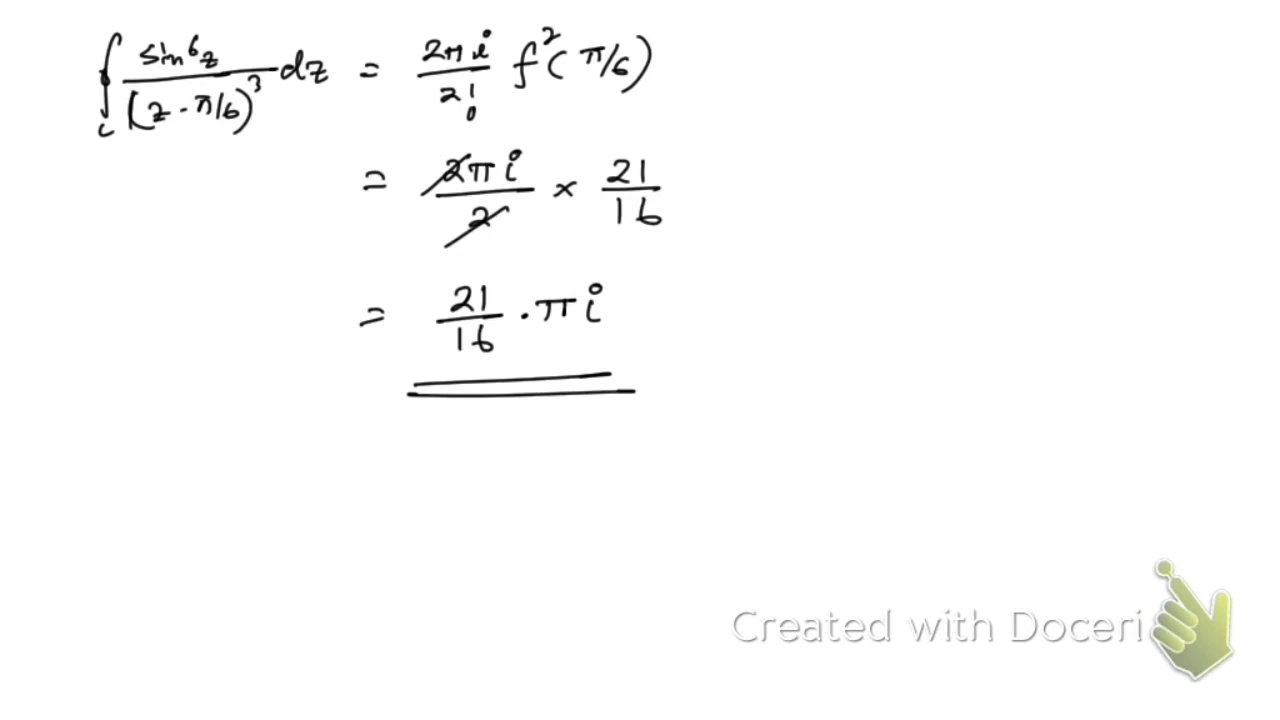 ∮_c sin⁶z / (z - π/6)³ dz = 2πi / 2! f²(π/6)
= 2πi / 2 × 21 / 16
= 21 / 16 . πi
Created with Doceri